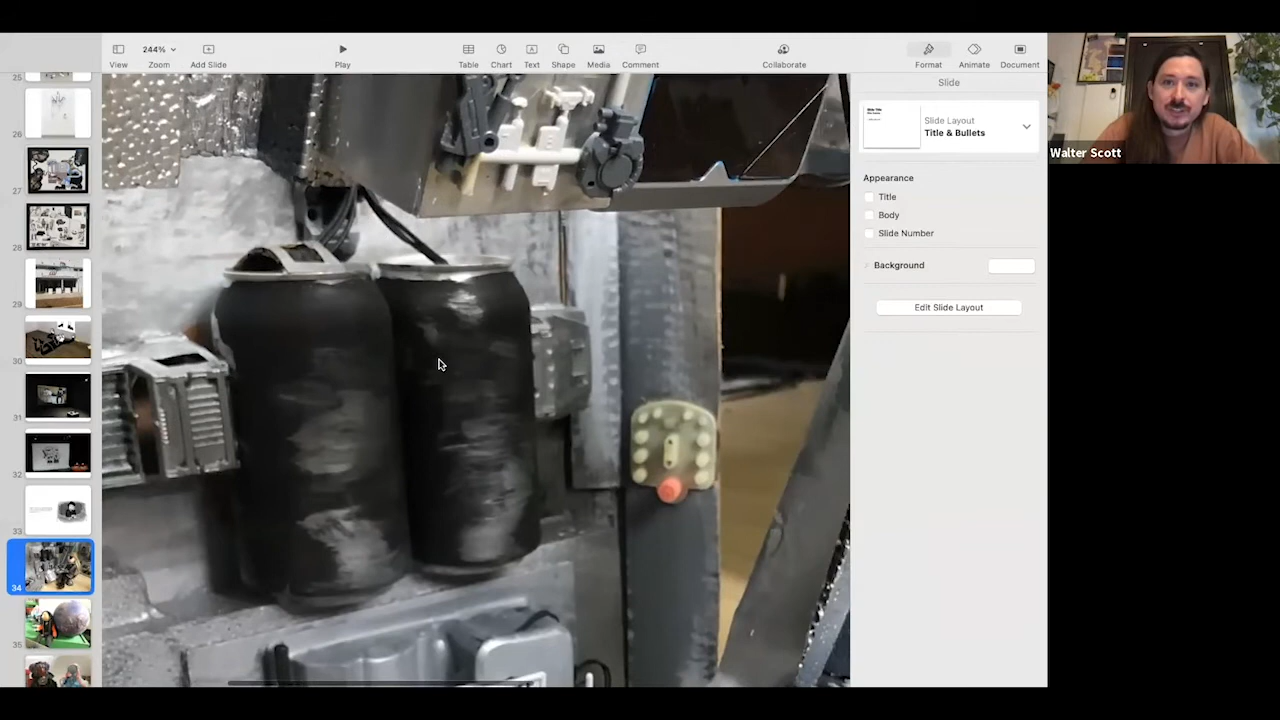 244%
View
Zoom
Add Slide
Play
Table
Chart
Text
Shape
Media
Comment
Collaborate
Format
Animate
Document
Slide
Slide Layout
Title & Bullets
Appearance
Title
Body
Slide Number
Background
Edit Slide Layout
25
26
27
28
29
30
31
32
33
34
35
Walter Scott